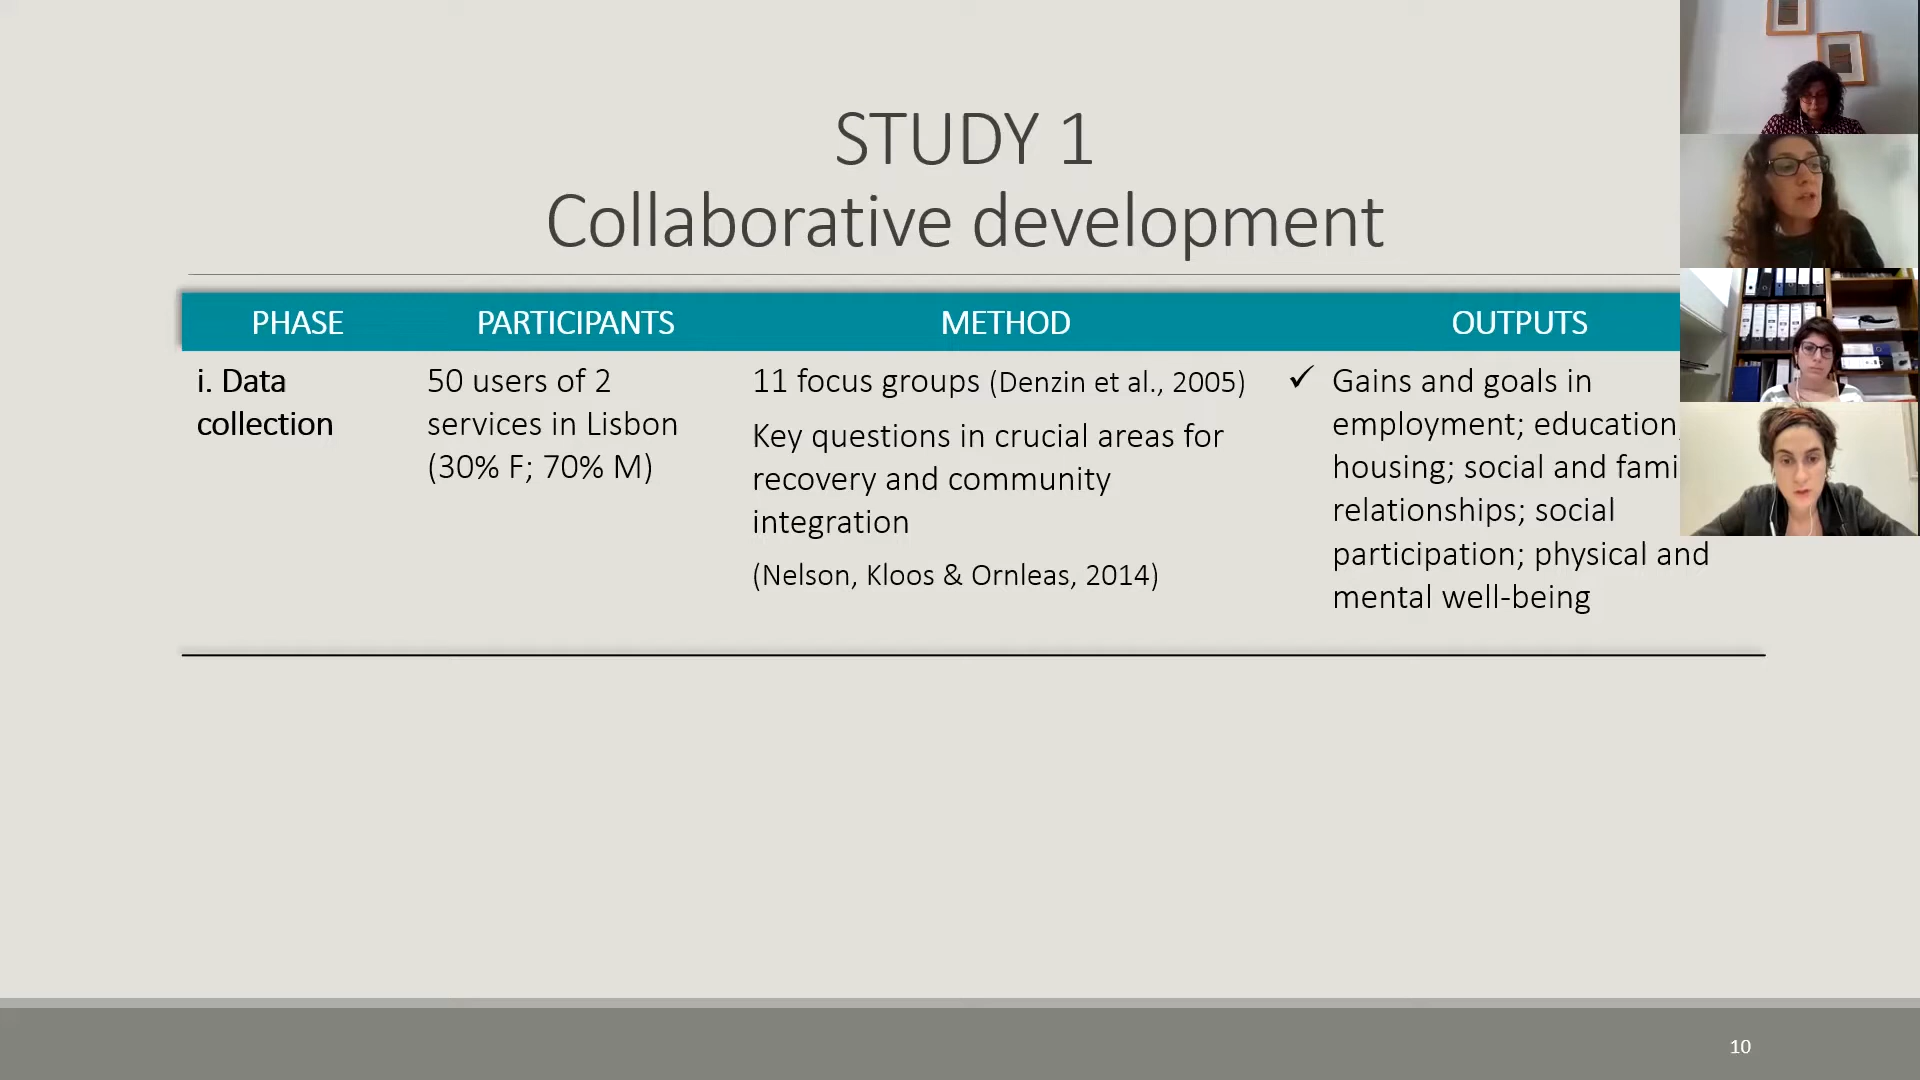 STUDY 1
Collaborative development
PHASE PARTICIPANTS METHOD OUTPUTS
i. Data
collection
50 users of 2
services in Lisbon
(30% F; 70% M)
11 focus groups (Denzin et al., 2005)
Key questions in crucial areas for
recovery and community
integration
(Nelson, Kloos & Ornleas, 2014)
✓ Gains and goals in
employment; education;
housing; social and fami
relationships; social
participation; physical and
mental well-being
10